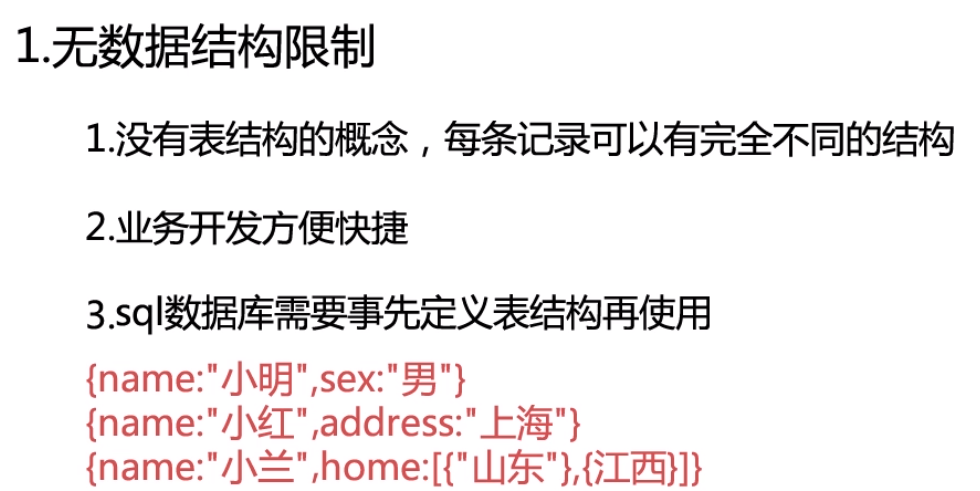 1.无数据结构限制
1.没有表结构的概念，每条记录可以有完全不同的结构
2.业务开发方便快捷
3.sql数据库需要事先定义表结构再使用
{name:"小明",sex:"男"}
{name:"小红",address:"上海"}
{name:"小兰",home:[{"山东"},{江西}]}